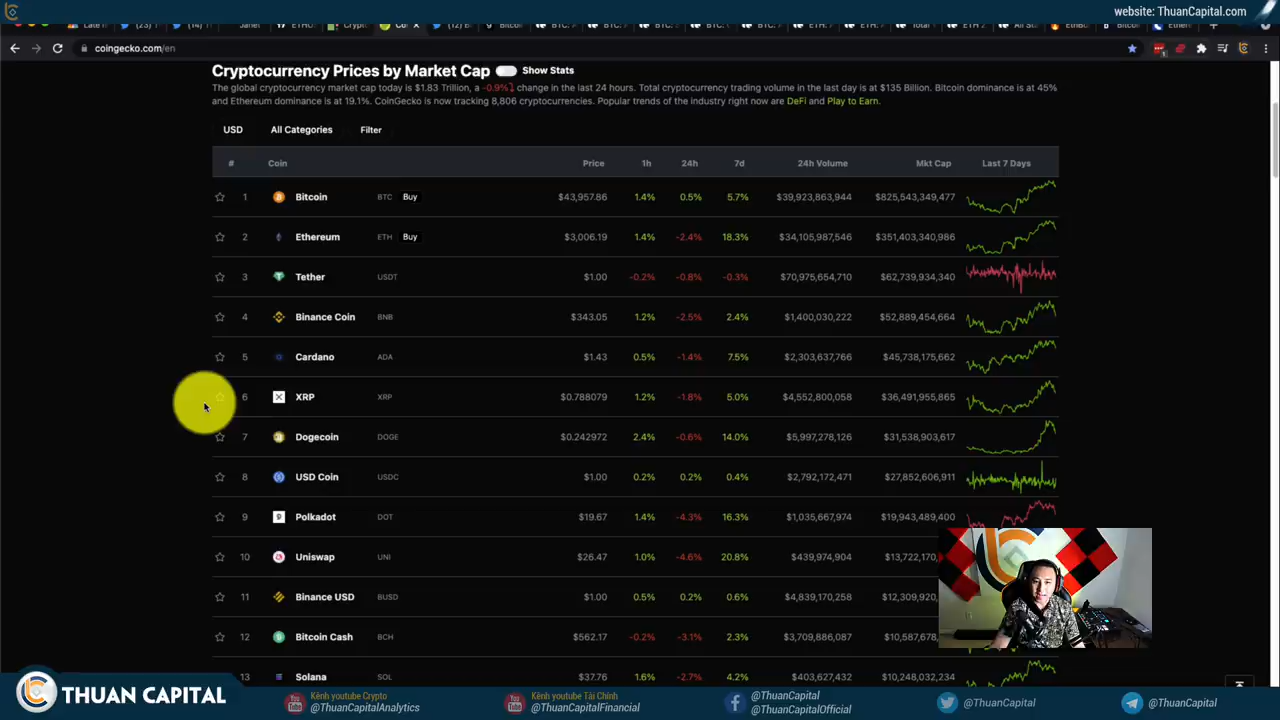 website: ThuanCapital.com
coingecko.com/en
Cryptocurrency Prices by Market Cap Show Stats
The global cryptocurrency market cap today is $1.83 Trillion, a -0.9% change in the last 24 hours. Total cryptocurrency trading volume in the last day is at $135 Billion. Bitcoin dominance is at 45%
and Ethereum dominance is at 19.1%. CoinGecko is now tracking 8,806 cryptocurrencies. Popular trends of the industry right now are DeFi and Play to Earn.
USD All Categories Filter
# Coin Price 1h 24h 7d 24h Volume Mkt Cap Last 7 Days
1 Bitcoin BTC Buy $43,957.86 1.4% 0.5% 5.7% $39,923,863,944 $825,543,349,477
2 Ethereum ETH Buy $3,006.19 1.4% -2.4% 18.3% $34,105,987,546 $351,403,340,986
3 Tether USDT $1.00 -0.2% -0.8% -0.3% $70,975,654,710 $62,739,934,340
4 Binance Coin BNB $343.05 1.2% -2.5% 2.4% $1,400,030,222 $52,889,454,664
5 Cardano ADA $1.43 0.5% -1.4% 7.5% $2,303,637,766 $45,738,175,662
6 XRP XRP $0.788079 1.2% -1.8% 5.0% $4,552,800,058 $36,491,955,865
7 Dogecoin DOGE $0.242972 2.4% -0.6% 14.0% $5,997,278,126 $31,538,903,617
8 USD Coin USDC $1.00 0.2% 0.2% 0.4% $2,792,172,471 $27,852,606,911
9 Polkadot DOT $19.67 1.4% -4.3% 16.3% $1,035,667,974 $19,943,489,400
10 Uniswap UNI $26.47 1.0% -4.6% 20.8% $439,974,904 $13,722,170,
11 Binance USD BUSD $1.00 0.5% 0.2% 0.6% $4,839,170,258 $12,309,920,
12 Bitcoin Cash BCH $562.17 -0.2% -3.1% 2.3% $3,709,886,087 $10,587,678,
13 Solana SOL $37.76 1.6% -2.7% 4.2% $403,627,432 $10,248,032,234
THUAN CAPITAL
Kênh youtube Crypto
@ThuanCapitalAnalytics
Kênh youtube Tài Chính
@ThuanCapitalFinancial
@ThuanCapital
@ThuanCapitalOfficial
@ThuanCapital
@ThuanCapital